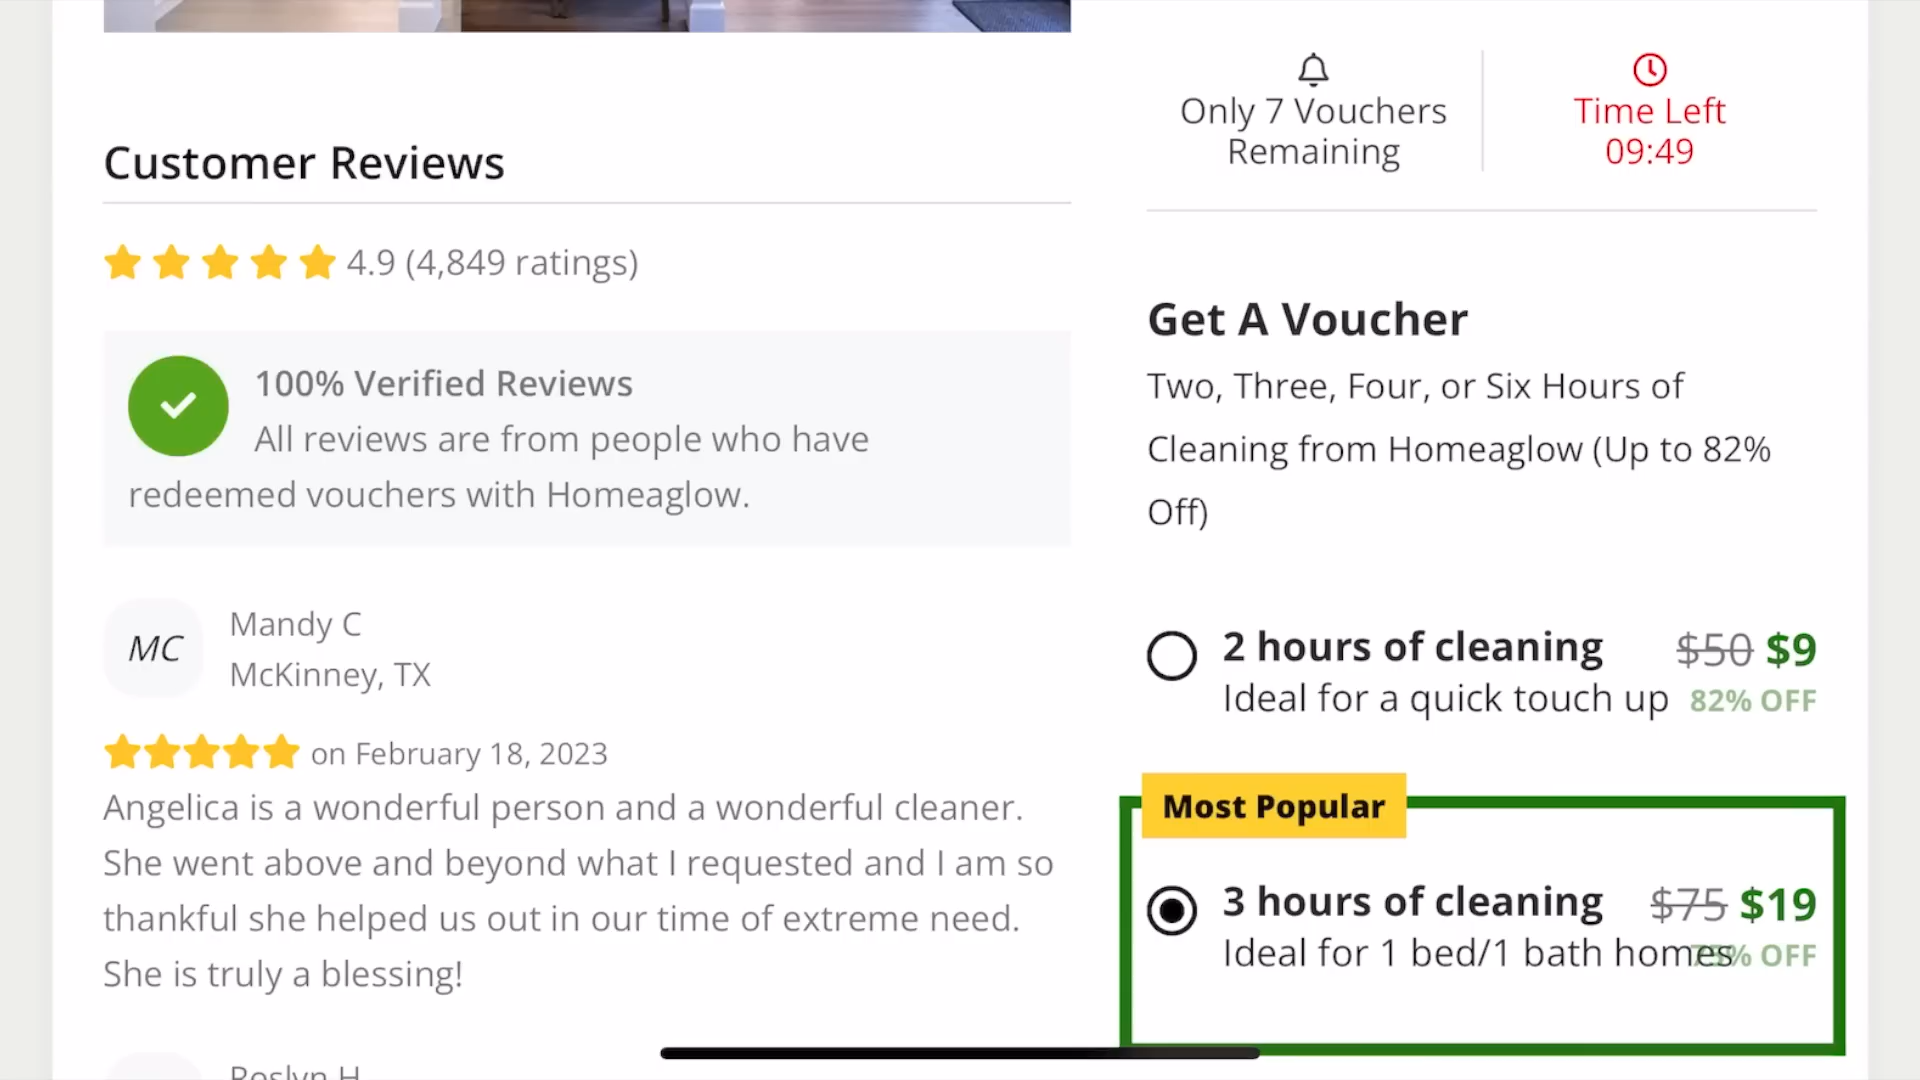 Customer Reviews
4.9 (4,849 ratings)
100% Verified Reviews
All reviews are from people who have
redeemed vouchers with Homeaglow.
MC
Mandy C
McKinney, TX
on February 18, 2023
Angelica is a wonderful person and a wonderful cleaner.
She went above and beyond what I requested and I am so
thankful she helped us out in our time of extreme need.
She is truly a blessing!
Roslyn H
Only 7 Vouchers
Remaining
Time Left
09:49
Get A Voucher
Two, Three, Four, or Six Hours of
Cleaning from Homeaglow (Up to 82%
Off)
2 hours of cleaning $50 $9
Ideal for a quick touch up 82% OFF
Most Popular
3 hours of cleaning $75 $19
Ideal for 1 bed/1 bath homes 75% OFF